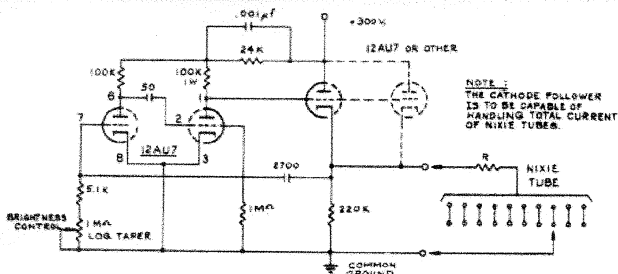 .001µf
+300V
24K
12AU7 OR OTHER
100K
50
100K
1W
6
1
7
2
8
12AU7
3
NOTE :
THE CATHODE FOLLOWER
IS TO BE CAPABLE OF
HANDLING TOTAL CURRENT
OF NIXIE TUBES.
2700
R
NIXIE
TUBE
5.1K
1MΩ
220K
BRIGHTNESS
CONTROL
1MΩ
LOG TAPER
COMMON
GROUND